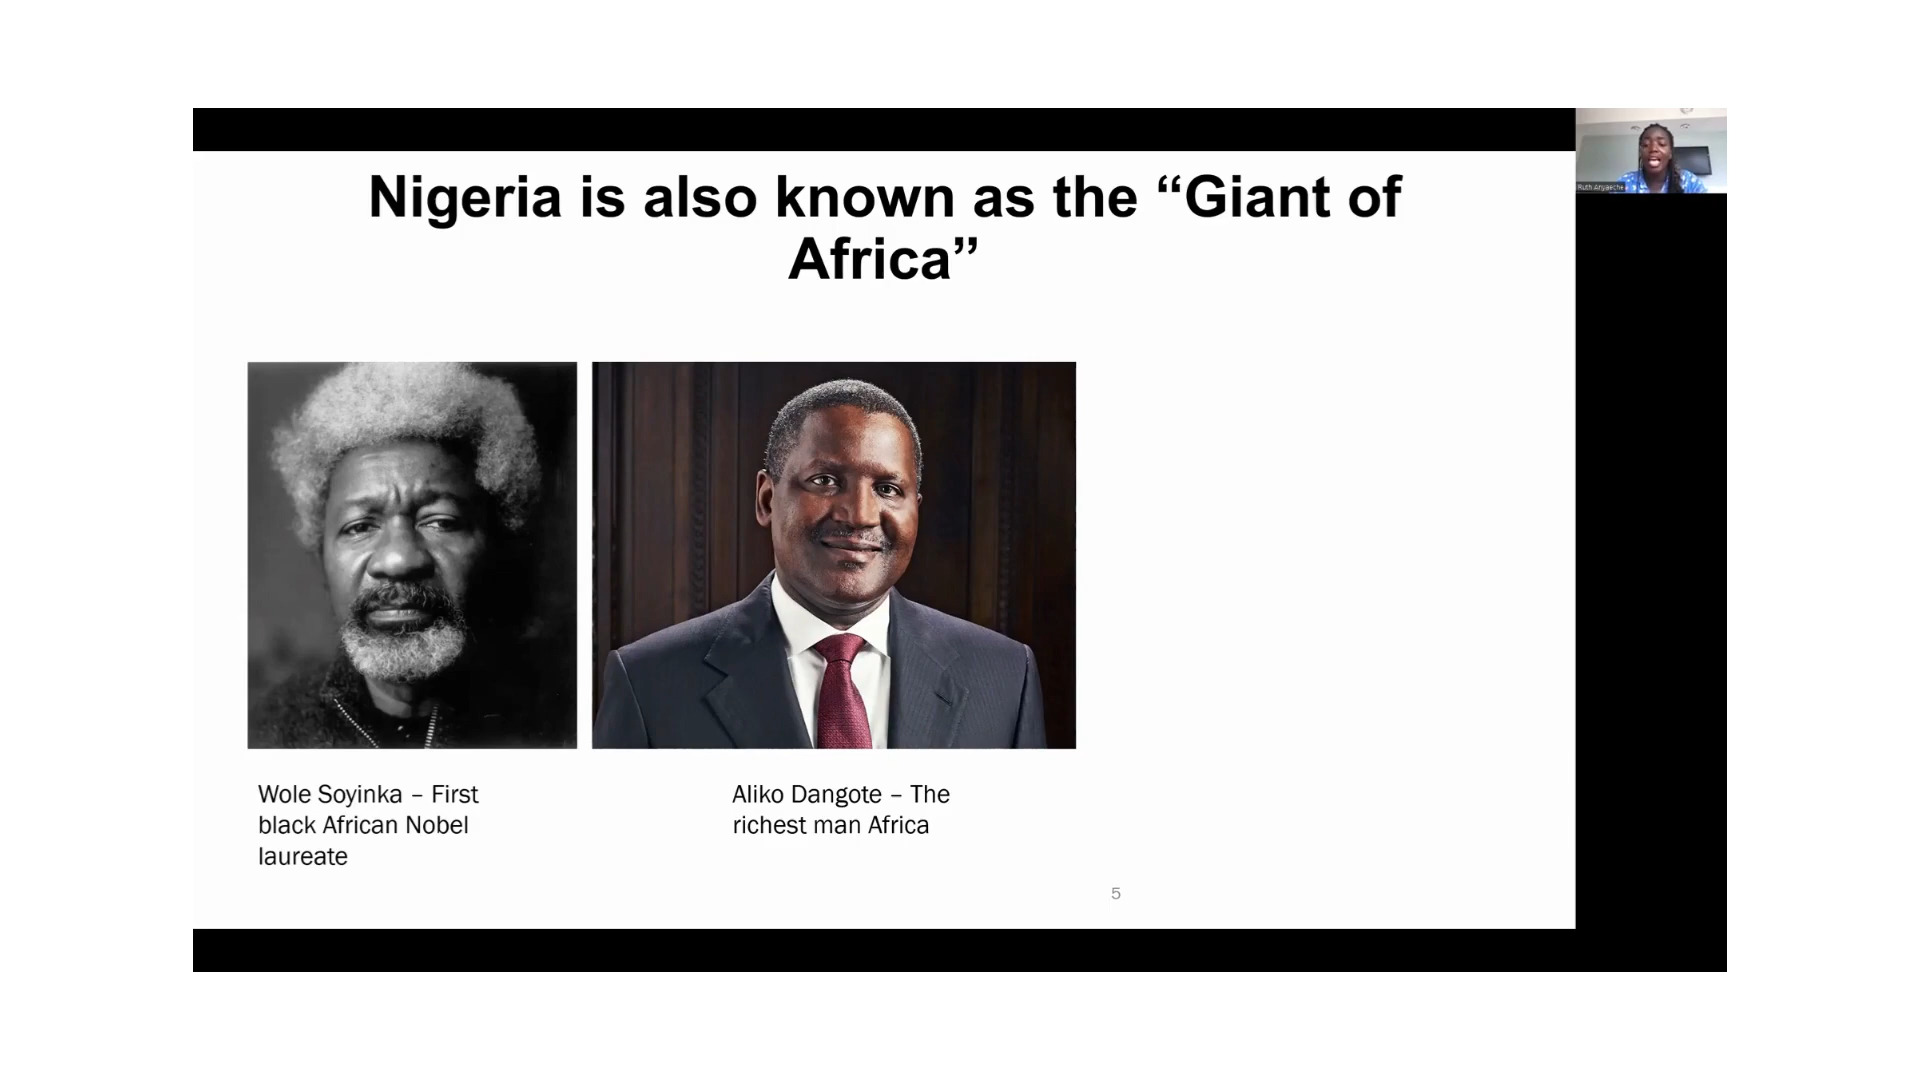 Nigeria is also known as the “Giant of
Africa”
Ruth Anyaeche
Wole Soyinka – First
black African Nobel
laureate
Aliko Dangote – The
richest man Africa
5